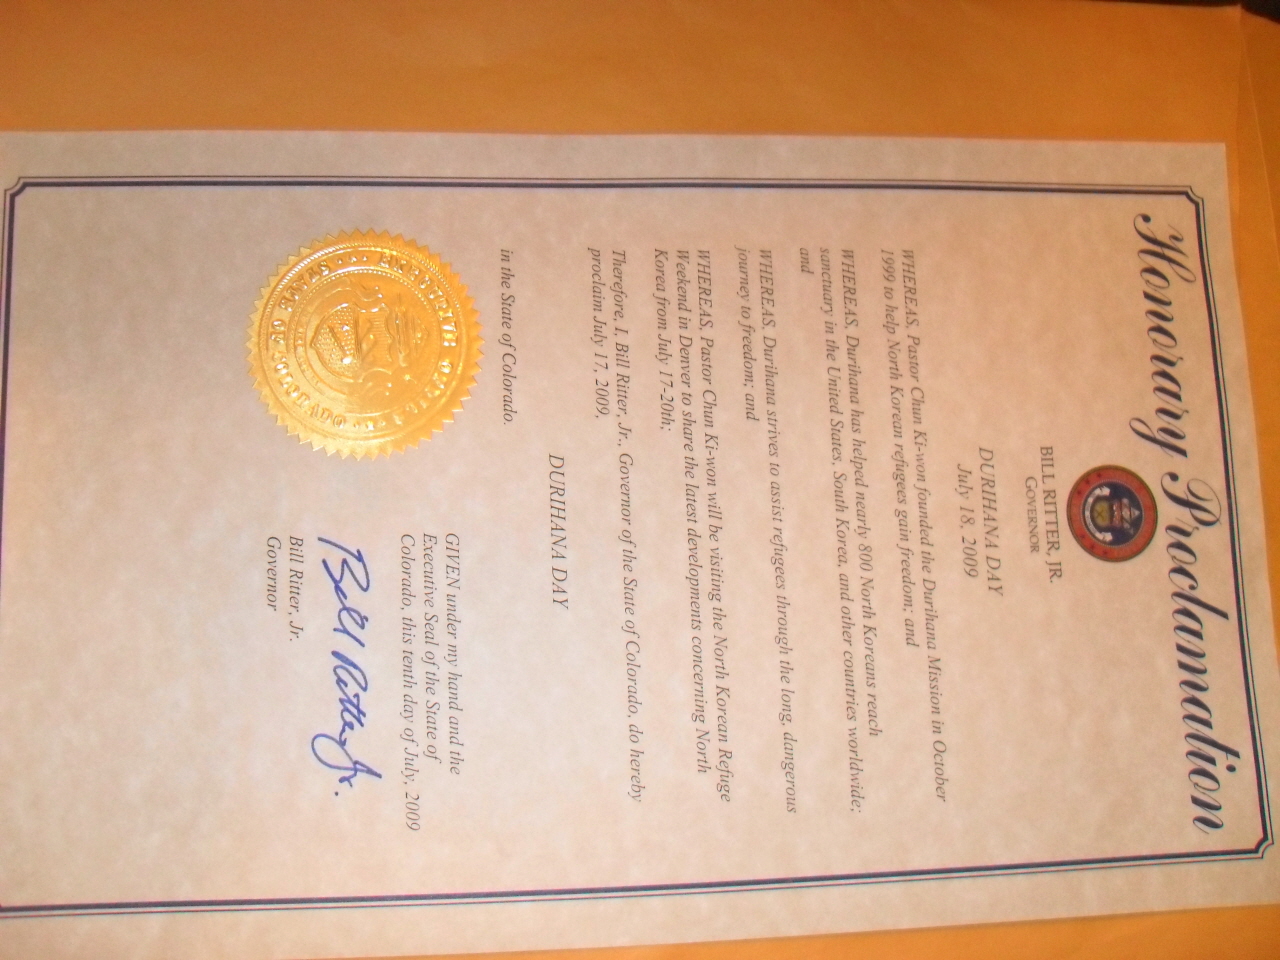 Honorary Proclamation
BILL RITTER, JR.
GOVERNOR
DURIHANA DAY
July 18, 2009
WHEREAS, Pastor Chun Ki-won founded the Durihana Mission in October
1999 to help North Korean refugees gain freedom; and
WHEREAS, Durihana has helped nearly 800 North Koreans reach
sanctuary in the United States, South Korea, and other countries worldwide;
and
WHEREAS, Durihana strives to assist refugees through the long, dangerous
journey to freedom; and
WHEREAS, Pastor Chun Ki-won will be visiting the North Korean Refuge
Weekend in Denver to share the latest developments concerning North
Korea from July 17-20th;
Therefore, I, Bill Ritter, Jr., Governor of the State of Colorado, do hereby
proclaim July 17, 2009,
DURIHANA DAY
in the State of Colorado.
GIVEN under my hand and the
Executive Seal of the State of
Colorado, this tenth day of July, 2009
Bill Ritter Jr.
Bill Ritter, Jr.
Governor
EXECUTIVE OFFICE
COLORADO